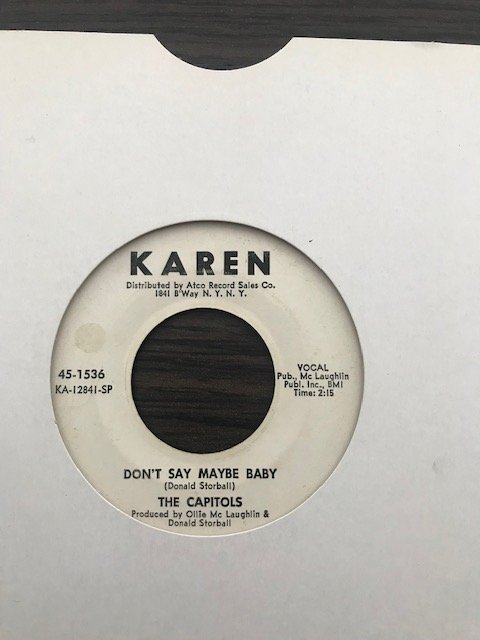 KAREN
Distributed by Atco Record Sales Co.
1841 B'Way N. Y. N. Y.
45-1536
KA-12841-SP
VOCAL
Pub., Mc Laughlin
Publ. Inc., BMI
Time: 2:15
DON'T SAY MAYBE BABY
(Donald Storball)
THE CAPITOLS
Produced by Ollie Mc Laughlin &
Donald Storball